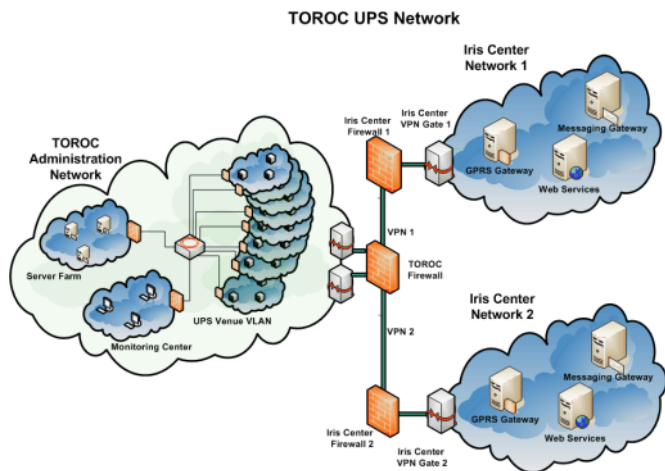 TOROC UPS Network
Iris Center
Network 1
Messaging Gateway
GPRS Gateway
Web Services
Iris Center
VPN Gate 1
Iris Center
Firewall 1
TOROC
Administration
Network
Server Farm
Monitoring Center
UPS Venue VLAN
VPN 1
TOROC
Firewall
VPN 2
Iris Center
Network 2
Messaging Gateway
GPRS Gateway
Web Services
Iris Center
Firewall 2
Iris Center
VPN Gate 2